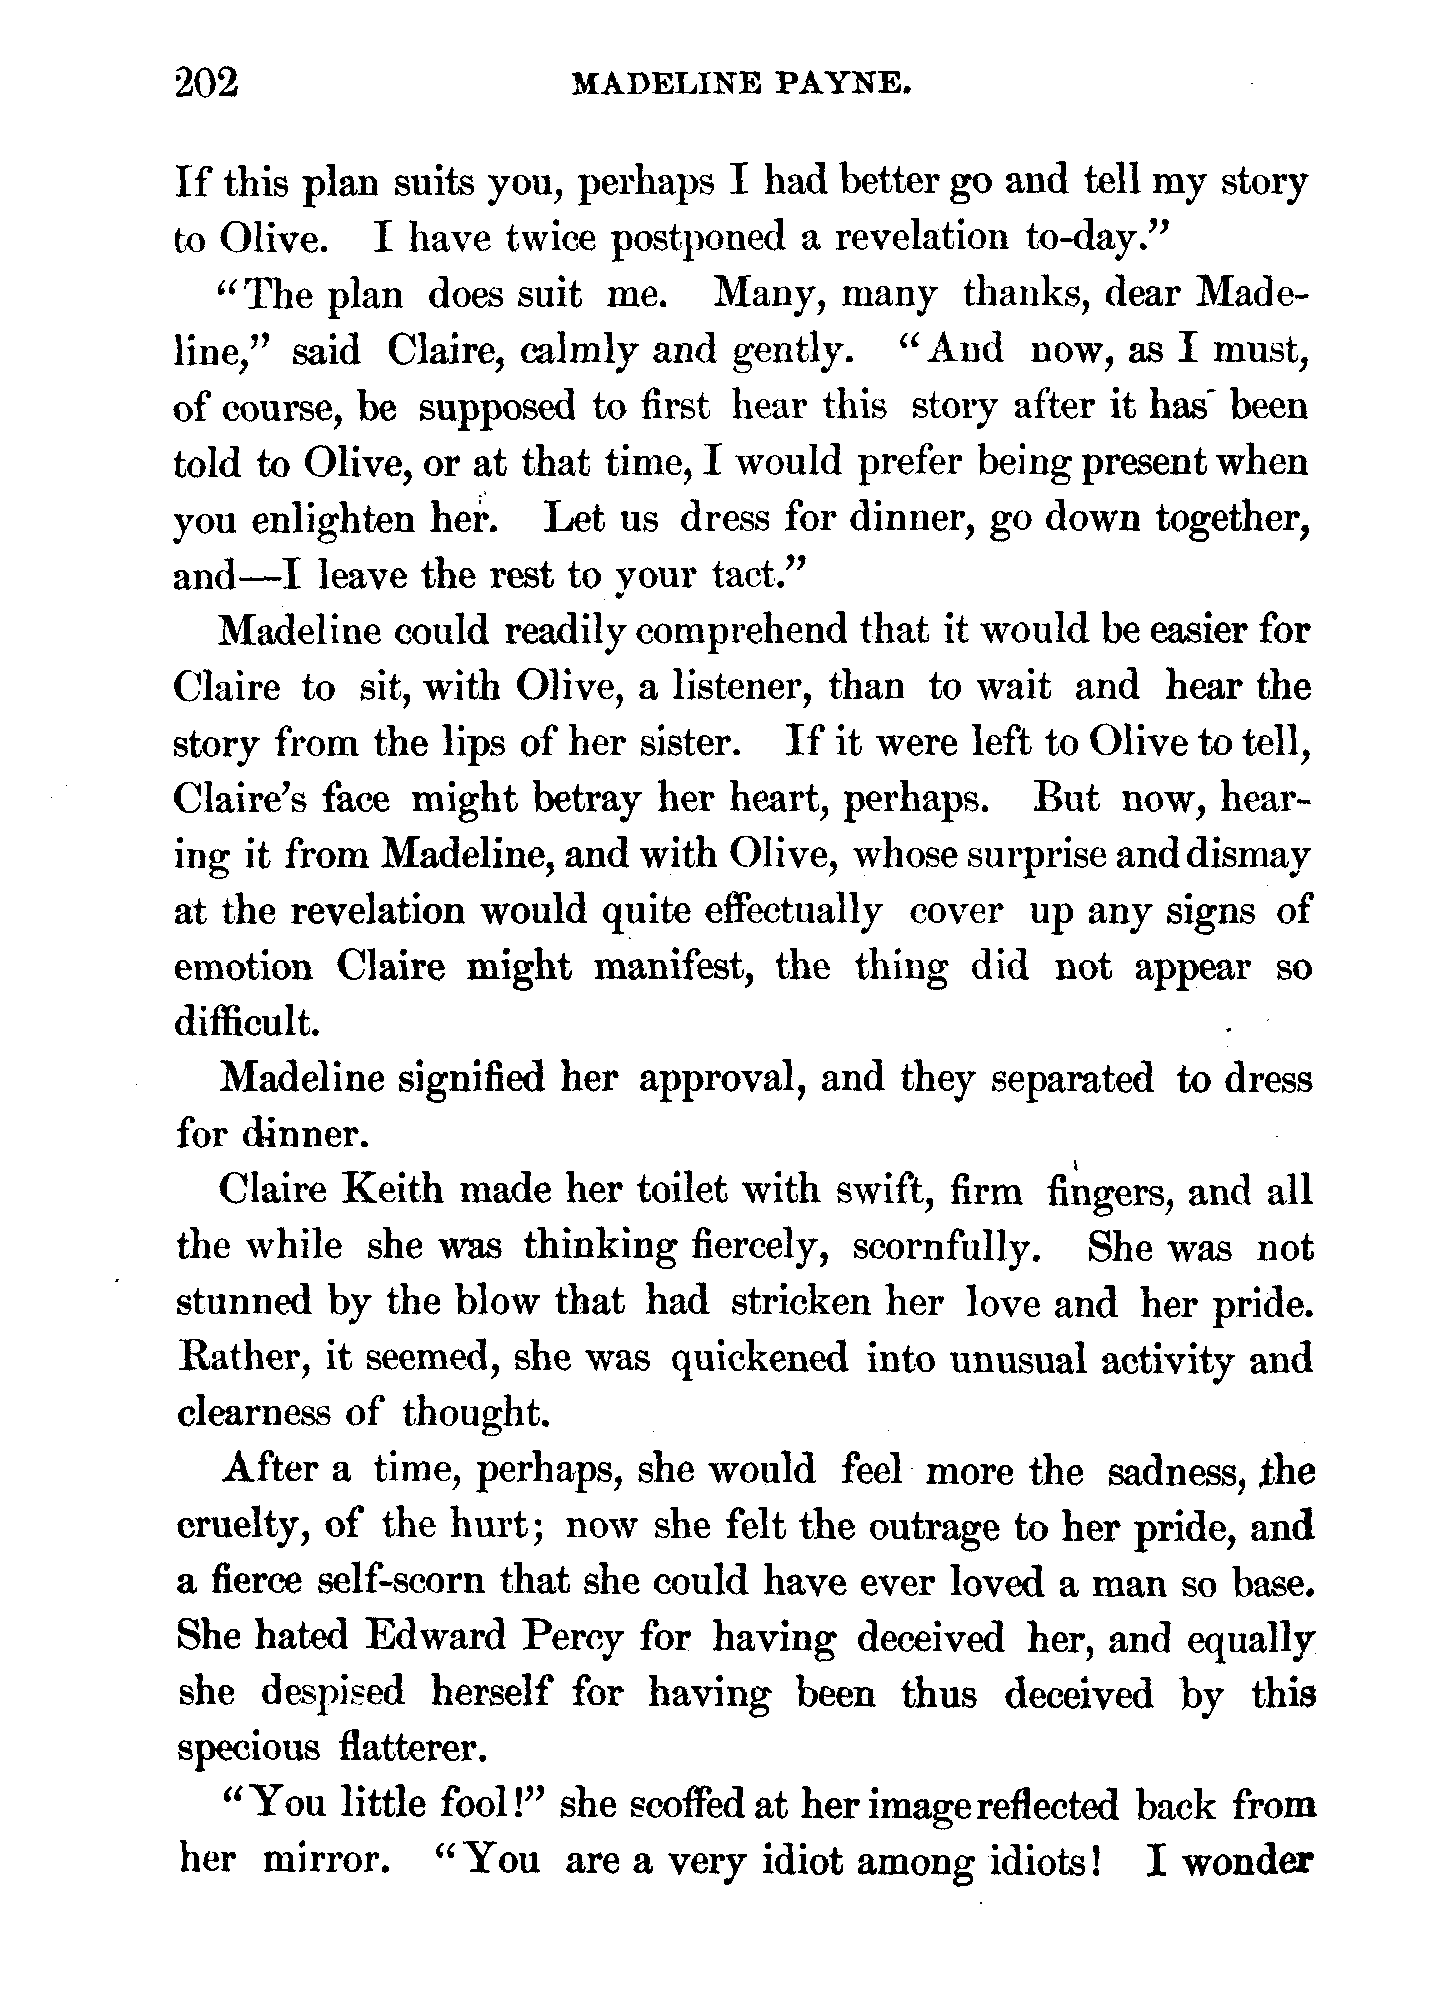 202 MADELINE PAYNE.
If this plan suits you, perhaps I had better go and tell my story
to Olive. I have twice postponed a revelation to-day.”
“The plan does suit me. Many, many thanks, dear Made-
line,” said Claire, calmly and gently. “And now, as I must,
of course, be supposed to first hear this story after it has been
told to Olive, or at that time, I would prefer being present when
you enlighten her. Let us dress for dinner, go down together,
and—I leave the rest to your tact.”
Madeline could readily comprehend that it would be easier for
Claire to sit, with Olive, a listener, than to wait and hear the
story from the lips of her sister. If it were left to Olive to tell,
Claire’s face might betray her heart, perhaps. But now, hear-
ing it from Madeline, and with Olive, whose surprise and dismay
at the revelation would quite effectually cover up any signs of
emotion Claire might manifest, the thing did not appear so
difficult.
Madeline signified her approval, and they separated to dress
for dinner.
Claire Keith made her toilet with swift, firm fingers, and all
the while she was thinking fiercely, scornfully. She was not
stunned by the blow that had stricken her love and her pride.
Rather, it seemed, she was quickened into unusual activity and
clearness of thought.
After a time, perhaps, she would feel more the sadness, the
cruelty, of the hurt; now she felt the outrage to her pride, and
a fierce self-scorn that she could have ever loved a man so base.
She hated Edward Percy for having deceived her, and equally
she despised herself for having been thus deceived by this
specious flatterer.
“You little fool!” she scoffed at her image reflected back from
her mirror. “You are a very idiot among idiots! I wonder